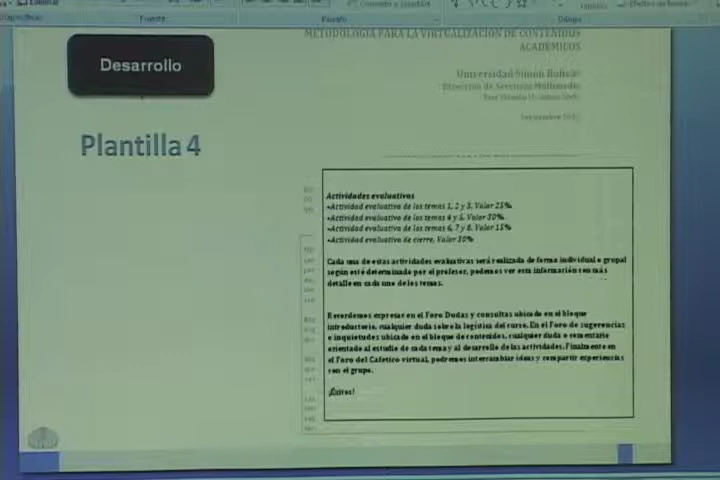 Fuente
Párrafo
Dibujo
Desarrollo
METODOLOGÍA PARA LA VIRTUALIZACIÓN DE CONTENIDOS
ACADÉMICOS
Universidad Simón Bolívar
Dirección de Servicios Multimedia
Plantilla 4
Actividades evaluativas
•Actividad evaluativa de los temas 1, 2 y 3. Valor 25%
•Actividad evaluativa de los temas 4 y 5. Valor 30%
•Actividad evaluativa de los temas 6, 7 y 8. Valor 15%
•Actividad evaluativa de cierre, Valor 30%
Cada una de estas actividades evaluativas será realizada de forma individual o grupal
según esté determinado por el profesor, podemos ver esta información con más
detalle en cada uno de los temas.
Recordemos expresar en el Foro Dudas y consultas ubicado en el bloque
introductorio, cualquier duda sobre la logística del curso. En el Foro de sugerencias
e inquietudes ubicado en el bloque de contenidos, cualquier duda o comentario
orientado al estudio de cada tema y al desarrollo de las actividades. Finalmente en
el Foro del Cafetico virtual, podremos intercambiar ideas y compartir experiencias
con el grupo.
¡Éxitos!